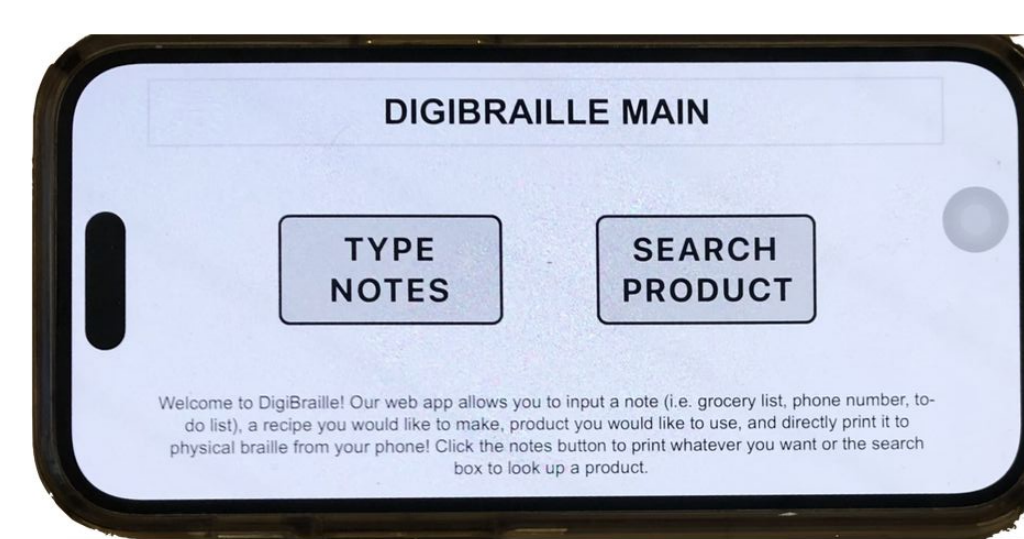 DIGIBRAILLE MAIN
TYPE
NOTES
SEARCH
PRODUCT
Welcome to DigiBraille! Our web app allows you to input a note (i.e. grocery list, phone number, to-
do list), a recipe you would like to make, product you would like to use, and directly print it to
physical braille from your phone! Click the notes button to print whatever you want or the search
box to look up a product.